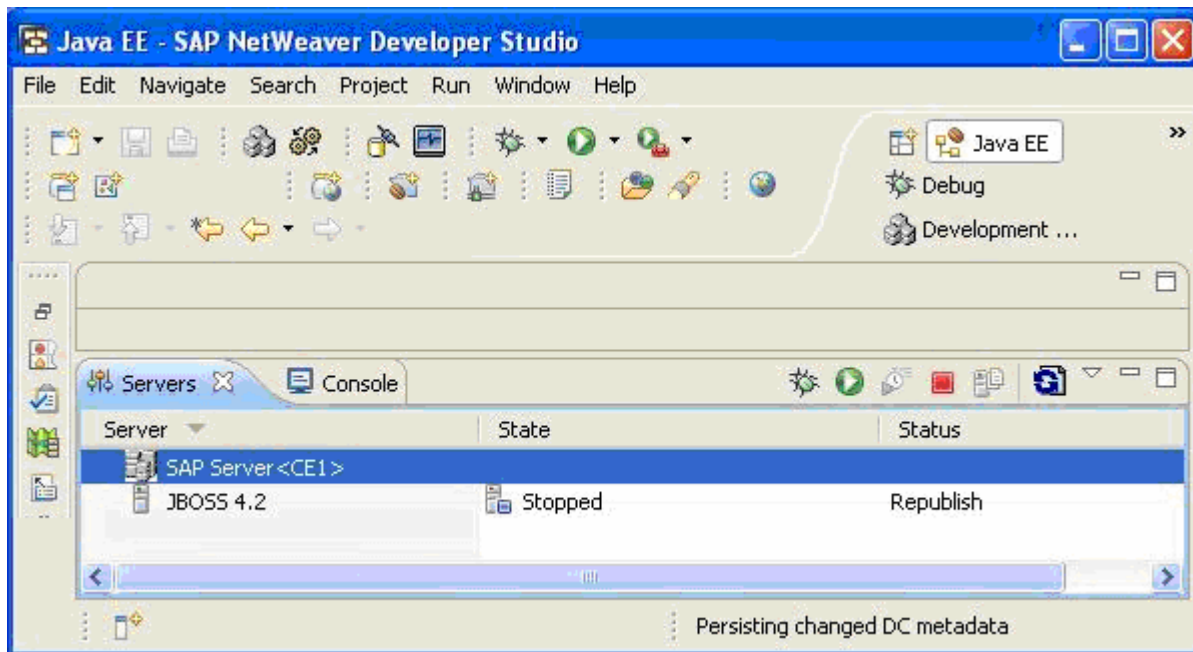 Java EE - SAP NetWeaver Developer Studio
File Edit Navigate Search Project Run Window Help
Java EE
Debug
Development ...
Servers Console
Server State Status
SAP Server<CE1>
JBOSS 4.2 Stopped Republish
Persisting changed DC metadata